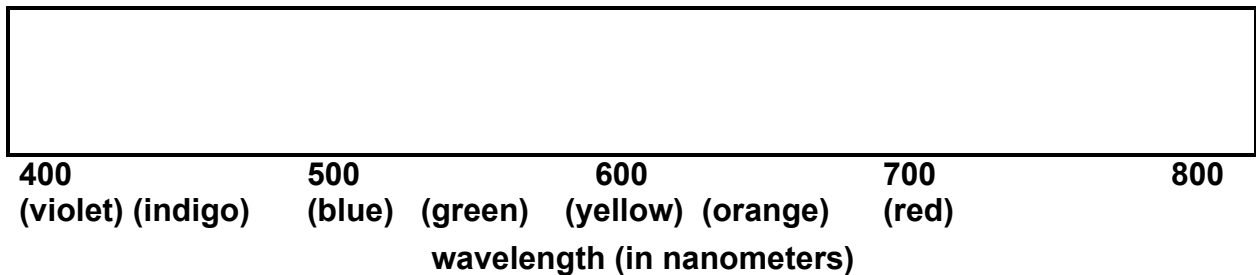 400 500 600 700 800
(violet) (indigo) (blue) (green) (yellow) (orange) (red)
wavelength (in nanometers)